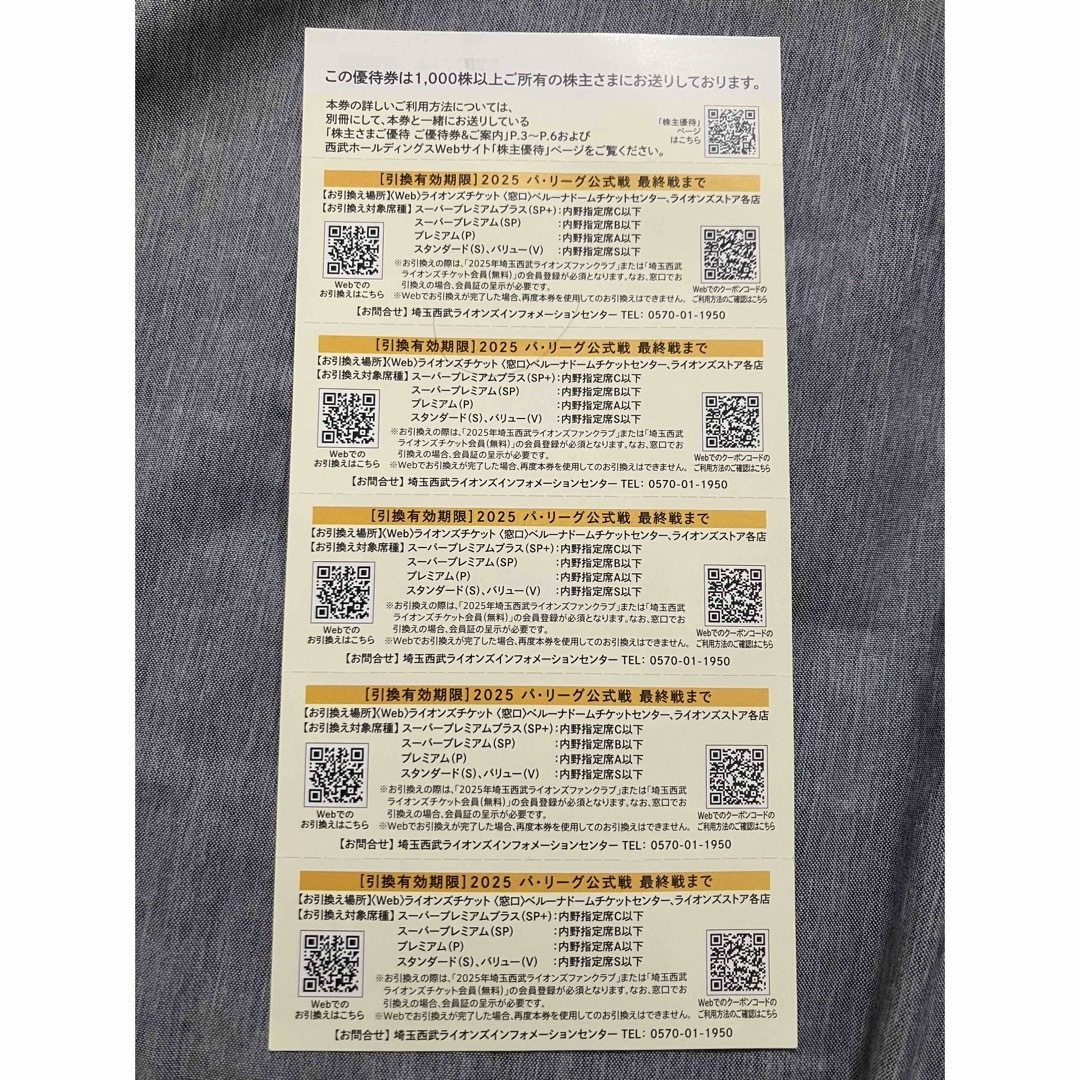 この優待券は1,000株以上ご所有の株主さまにお送りしております。
本券の詳しいご利用方法については、
別冊にして、本券と一緒にお送りしている
「株主さまご優待 ご優待券&ご案内」P.3～P.6および
西武ホールディングスWebサイト「株主優待」ページをご覧ください。
「株主優待」
ページ
はこちら
[引換有効期限]2025 パ・リーグ公式戦 最終戦まで
【お引換え場所】〈Web〉ライオンズチケット 〈窓口〉ベルーナドームチケットセンター、ライオンズストア各店
【お引換え対象席種】スーパープレミアムプラス(SP+):内野指定席C以下
スーパープレミアム(SP) :内野指定席B以下
プレミアム(P) :内野指定席A以下
スタンダード(S)、バリュー(V) :内野指定席S以下
※お引換えの際は、「2025年埼玉西武ライオンズファンクラブ」または「埼玉西武
ライオンズチケット会員(無料)」の会員登録が必須となります。なお、窓口でお
引換えの場合、会員証の呈示が必要です。
※Webでお引換えが完了した場合、再度本券を使用してのお引換えはできません。
Webでの
お引換えはこちら
Webでのクーポンコードの
ご利用方法のご確認はこちら
【お問合せ】埼玉西武ライオンズインフォメーションセンター TEL: 0570-01-1950
[引換有効期限]2025 パ・リーグ公式戦 最終戦まで
【お引換え場所】〈Web〉ライオンズチケット 〈窓口〉ベルーナドームチケットセンター、ライオンズストア各店
【お引換え対象席種】スーパープレミアムプラス(SP+):内野指定席C以下
スーパープレミアム(SP) :内野指定席B以下
プレミアム(P) :内野指定席A以下
スタンダード(S)、バリュー(V) :内野指定席S以下
※お引換えの際は、「2025年埼玉西武ライオンズファンクラブ」または「埼玉西武
ライオンズチケット会員(無料)」の会員登録が必須となります。なお、窓口でお
引換えの場合、会員証の呈示が必要です。
※Webでお引換えが完了した場合、再度本券を使用してのお引換えはできません。
Webでの
お引換えはこちら
Webでのクーポンコードの
ご利用方法のご確認はこちら
【お問合せ】埼玉西武ライオンズインフォメーションセンター TEL: 0570-01-1950
[引換有効期限]2025 パ・リーグ公式戦 最終戦まで
【お引換え場所】〈Web〉ライオンズチケット 〈窓口〉ベルーナドームチケットセンター、ライオンズストア各店
【お引換え対象席種】スーパープレミアムプラス(SP+):内野指定席C以下
スーパープレミアム(SP) :内野指定席B以下
プレミアム(P) :内野指定席A以下
スタンダード(S)、バリュー(V) :内野指定席S以下
※お引換えの際は、「2025年埼玉西武ライオンズファンクラブ」または「埼玉西武
ライオンズチケット会員(無料)」の会員登録が必須となります。なお、窓口でお
引換えの場合、会員証の呈示が必要です。
※Webでお引換えが完了した場合、再度本券を使用してのお引換えはできません。
Webでの
お引換えはこちら
Webでのクーポンコードの
ご利用方法のご確認はこちら
【お問合せ】埼玉西武ライオンズインフォメーションセンター TEL: 0570-01-1950
[引換有効期限]2025 パ・リーグ公式戦 最終戦まで
【お引換え場所】〈Web〉ライオンズチケット 〈窓口〉ベルーナドームチケットセンター、ライオンズストア各店
【お引換え対象席種】スーパープレミアムプラス(SP+):内野指定席C以下
スーパープレミアム(SP) :内野指定席B以下
プレミアム(P) :内野指定席A以下
スタンダード(S)、バリュー(V) :内野指定席S以下
※お引換えの際は、「2025年埼玉西武ライオンズファンクラブ」または「埼玉西武
ライオンズチケット会員(無料)」の会員登録が必須となります。なお、窓口でお
引換えの場合、会員証の呈示が必要です。
※Webでお引換えが完了した場合、再度本券を使用してのお引換えはできません。
Webでの
お引換えはこちら
Webでのクーポンコードの
ご利用方法のご確認はこちら
【お問合せ】埼玉西武ライオンズインフォメーションセンター TEL: 0570-01-1950
[引換有効期限]2025 パ・リーグ公式戦 最終戦まで
【お引換え場所】〈Web〉ライオンズチケット 〈窓口〉ベルーナドームチケットセンター、ライオンズストア各店
【お引換え対象席種】スーパープレミアムプラス(SP+):内野指定席C以下
スーパープレミアム(SP) :内野指定席B以下
プレミアム(P) :内野指定席A以下
スタンダード(S)、バリュー(V) :内野指定席S以下
※お引換えの際は、「2025年埼玉西武ライオンズファンクラブ」または「埼玉西武
ライオンズチケット会員(無料)」の会員登録が必須となります。なお、窓口でお
引換えの場合、会員証の呈示が必要です。
※Webでお引換えが完了した場合、再度本券を使用してのお引換えはできません。
Webでの
お引換えはこちら
Webでのクーポンコードの
ご利用方法のご確認はこちら
【お問合せ】埼玉西武ライオンズインフォメーションセンター TEL: 0570-01-1950